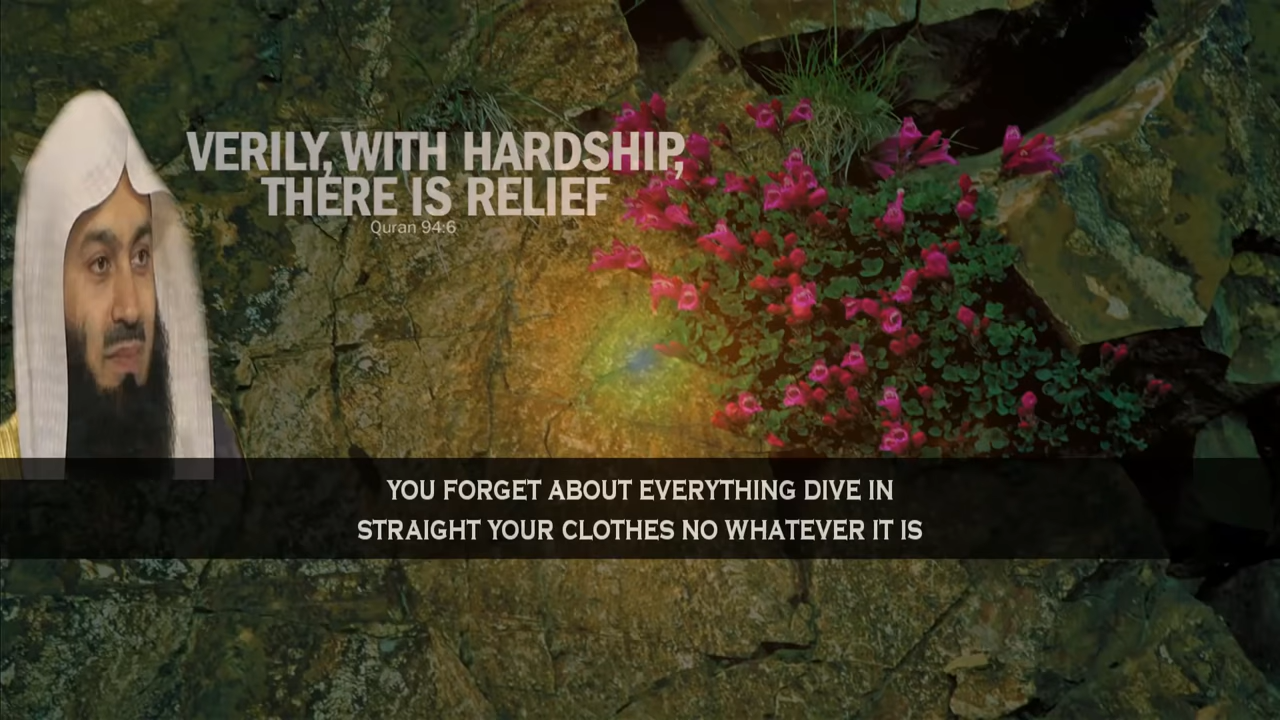 VERILY, WITH HARDSHIP,
THERE IS RELIEF
Quran 94:6
YOU FORGET ABOUT EVERYTHING DIVE IN
STRAIGHT YOUR CLOTHES NO WHATEVER IT IS